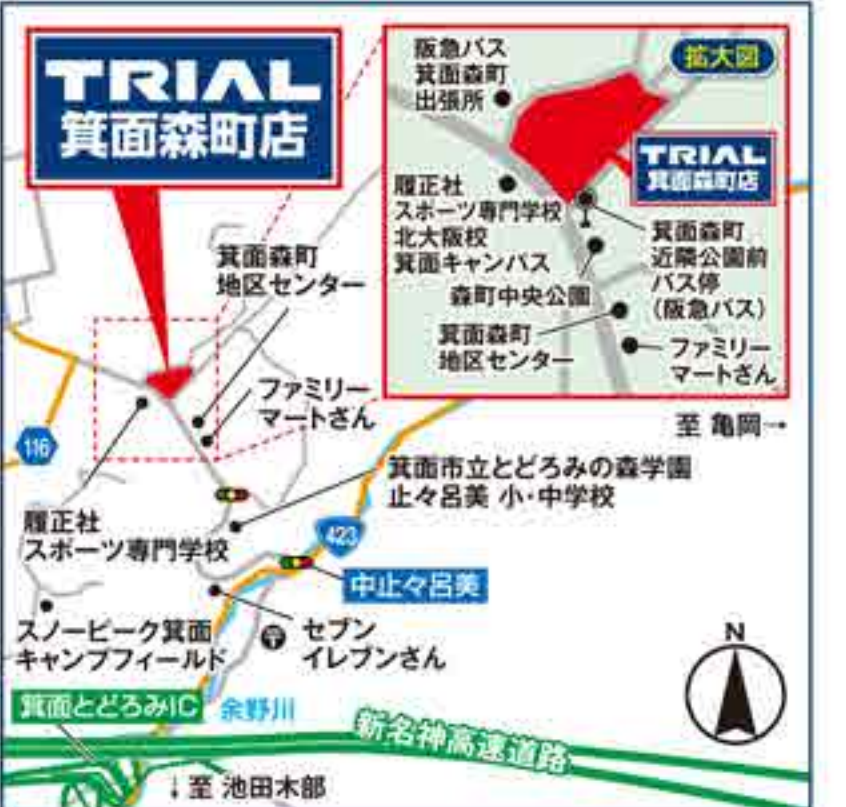 TRIAL
箕面森町店
拡大図
阪急バス
箕面森町
出張所
TRIAL
箕面森町店
履正社
スポーツ専門学校
北大阪校
箕面キャンパス
箕面森町
近隣公園前
バス停
(阪急バス)
森町中央公園
箕面森町
地区センター
ファミリー
マートさん
箕面森町
地区センター
ファミリー
マートさん
116
至 亀岡→
箕面市立とどろみの森学園
止々呂美 小・中学校
履正社
スポーツ専門学校
423
中止々呂美
スノーピーク箕面
キャンプフィールド
セブン
イレブンさん
N
箕面とどろみIC
余野川
新名神高速道路
↓至 池田木部